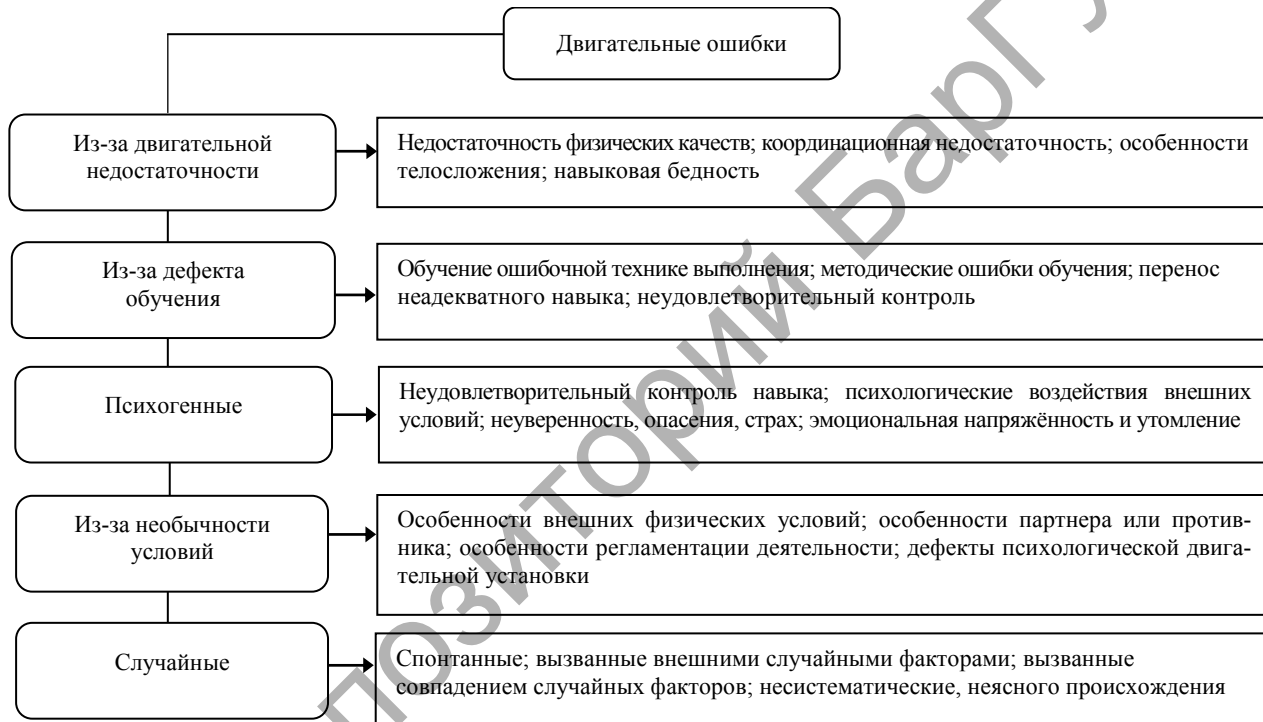 Двигательные ошибки
Из-за двигательной
недостаточности
Недостаточность физических качеств; координационная недостаточность; особенности
телосложения; навыковая бедность
Из-за дефекта
обучения
Обучение ошибочной технике выполнения; методические ошибки обучения; перенос
неадекватного навыка; неудовлетворительный контроль
Психогенные
Неудовлетворительный контроль навыка; психологические воздействия внешних
условий; неуверенность, опасения, страх; эмоциональная напряжённость и утомление
Из-за необычности
условий
Особенности внешних физических условий; особенности партнера или против-
ника; особенности регламентации деятельности; дефекты психологической двига-
тельной установки
Случайные
Спонтанные; вызванные внешними случайными факторами; вызванные
совпадением случайных факторов; несистематические, неясного происхождения
позиторий БарГУ